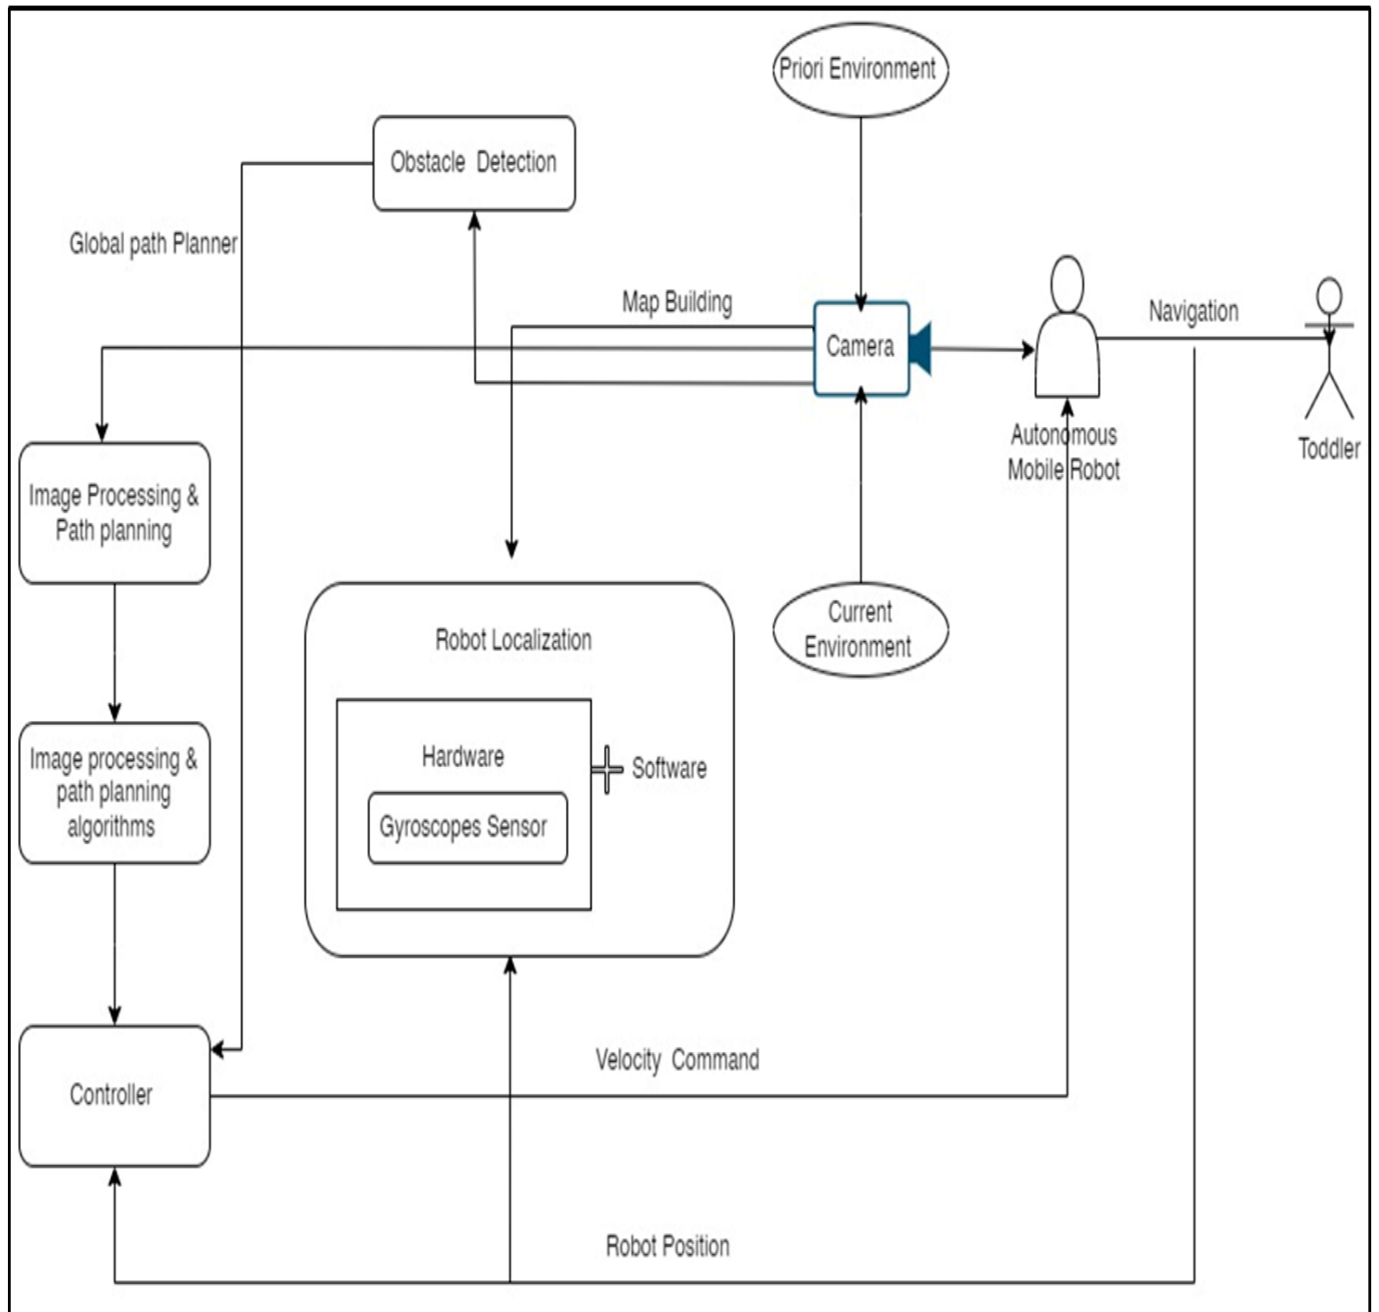 Priori Environment
Obstacle Detection
Global path Planner
Map Building
Camera
Navigation
Autonomous
Mobile Robot
Toddler
Image Processing &
Path planning
Current
Environment
Robot Localization
Hardware
Software
Gyroscopes Sensor
Image processing &
path planning
algorithms
Velocity Command
Controller
Robot Position